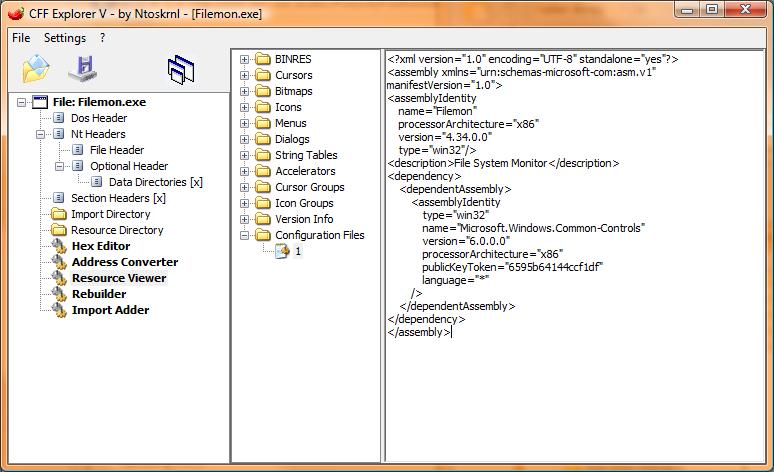 CFF Explorer V - by Ntoskrnl - [Filemon.exe]
File Settings ?
File: Filemon.exe
Dos Header
Nt Headers
File Header
Optional Header
Data Directories [x]
Section Headers [x]
Import Directory
Resource Directory
Hex Editor
Address Converter
Resource Viewer
Rebuilder
Import Adder
BINRES
Cursors
Bitmaps
Icons
Menus
Dialogs
String Tables
Accelerators
Cursor Groups
Icon Groups
Version Info
Configuration Files
1
<?xml version="1.0" encoding="UTF-8" standalone="yes"?>
<assembly xmlns="urn:schemas-microsoft-com:asm.v1"
manifestVersion="1.0">
<assemblyIdentity
name="Filemon"
processorArchitecture="x86"
version="4.34.0.0"
type="win32"/>
<description>File System Monitor</description>
<dependency>
<dependentAssembly>
<assemblyIdentity
type="win32"
name="Microsoft.Windows.Common-Controls"
version="6.0.0.0"
processorArchitecture="x86"
publicKeyToken="6595b64144ccf1df"
language="*"
/>
</dependentAssembly>
</dependency>
</assembly>